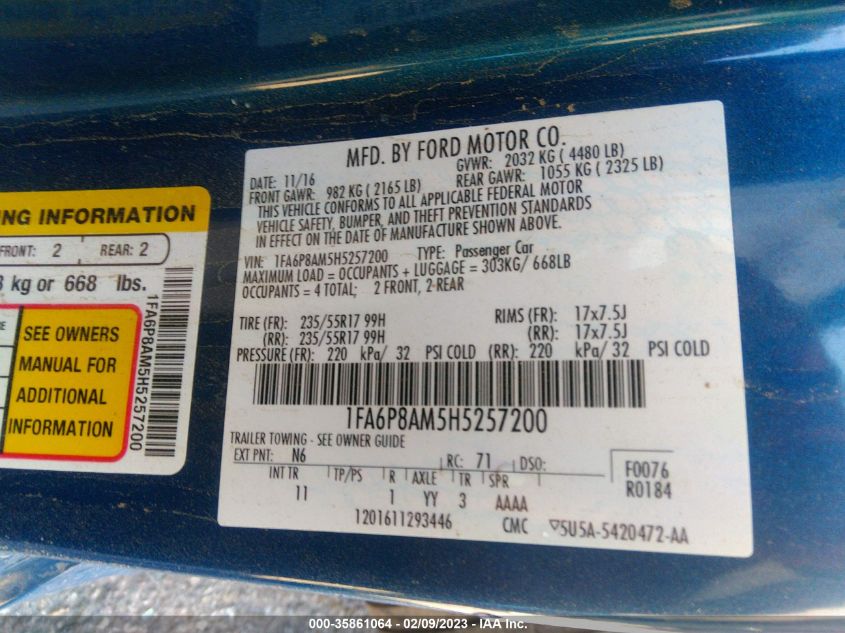 MFD. BY FORD MOTOR CO.
DATE: 11/16 GVWR: 2032 KG ( 4480 LB)
FRONT GAWR: 982 KG ( 2165 LB) REAR GAWR: 1055 KG ( 2325 LB)
THIS VEHICLE CONFORMS TO ALL APPLICABLE FEDERAL MOTOR
VEHICLE SAFETY, BUMPER, AND THEFT PREVENTION STANDARDS
IN EFFECT ON THE DATE OF MANUFACTURE SHOWN ABOVE.
VIN: 1FA6P8AM5H5257200 TYPE: Passenger Car
MAXIMUM LOAD = OCCUPANTS + LUGGAGE = 303KG/ 668LB
OCCUPANTS = 4 TOTAL; 2 FRONT, 2-REAR
TIRE (FR): 235/55R17 99H RIMS (FR): 17x7.5J
(RR): 235/55R17 99H (RR): 17x7.5J
PRESSURE (FR): 220 kPa/ 32 PSI COLD (RR): 220 kPa/ 32 PSI COLD
1FA6P8AM5H5257200
TRAILER TOWING - SEE OWNER GUIDE
EXT PNT: N6 RC: 71 DSO: F0076
R0184
INT TR TP/PS R AXLE TR SPR
11 1 YY 3 AAAA
1201611293446 CMC ▽5U5A-5420472-AA
NG INFORMATION
FRONT: 2 REAR: 2
kg or 668 lbs.
SEE OWNERS
MANUAL FOR
ADDITIONAL
INFORMATION
1FA6P8AM5H5257200
000-35861064 - 02/09/2023 - IAA Inc.